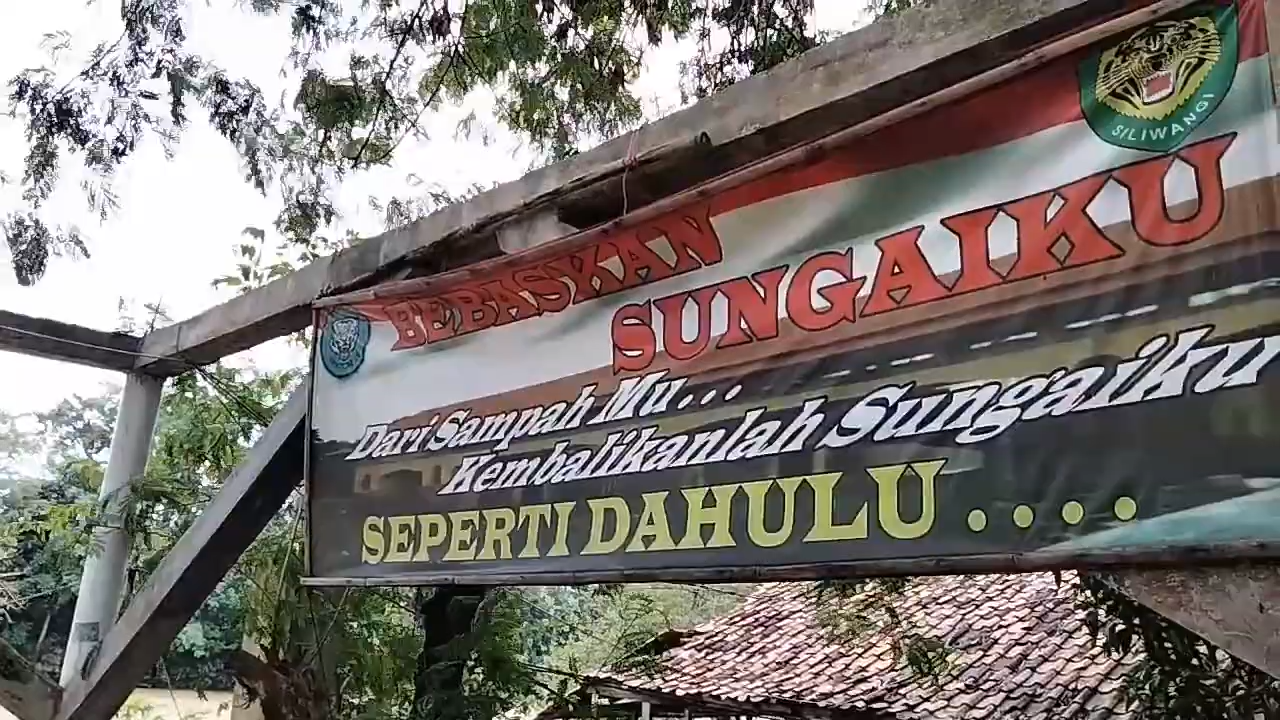 SILIWANGI
BEBASKAN
SUNGAIKU
Dari Sampah Mu...
Kembalikanlah Sungaiku
SEPERTI DAHULU ....